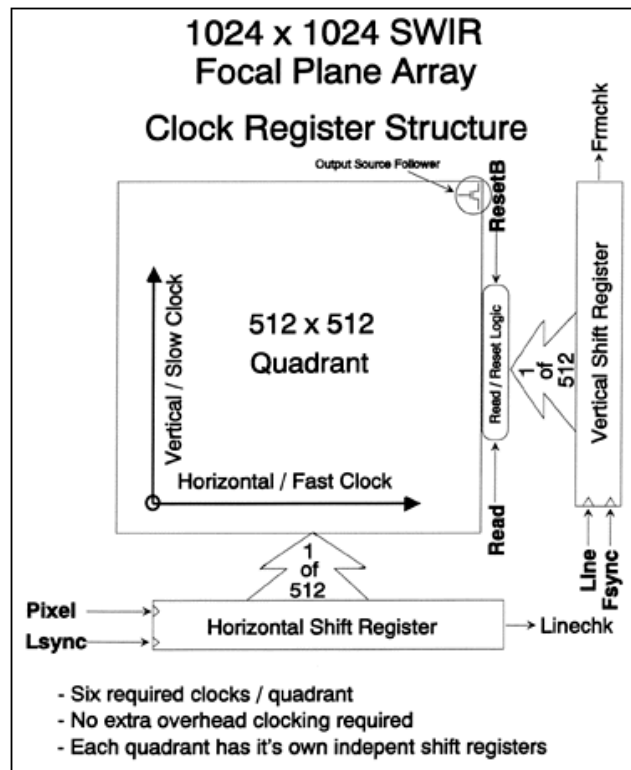 1024 x 1024 SWIR
Focal Plane Array
Clock Register Structure
Output Source Follower
ResetB
Frmchk
Vertical / Slow Clock
512 x 512
Quadrant
Read / Reset Logic
1
of
512
Vertical Shift Register
Horizontal / Fast Clock
Read
Line
Fsync
1
of
512
Pixel
Lsync
Horizontal Shift Register
Linechk
- Six required clocks / quadrant
- No extra overhead clocking required
- Each quadrant has it's own indepent shift registers